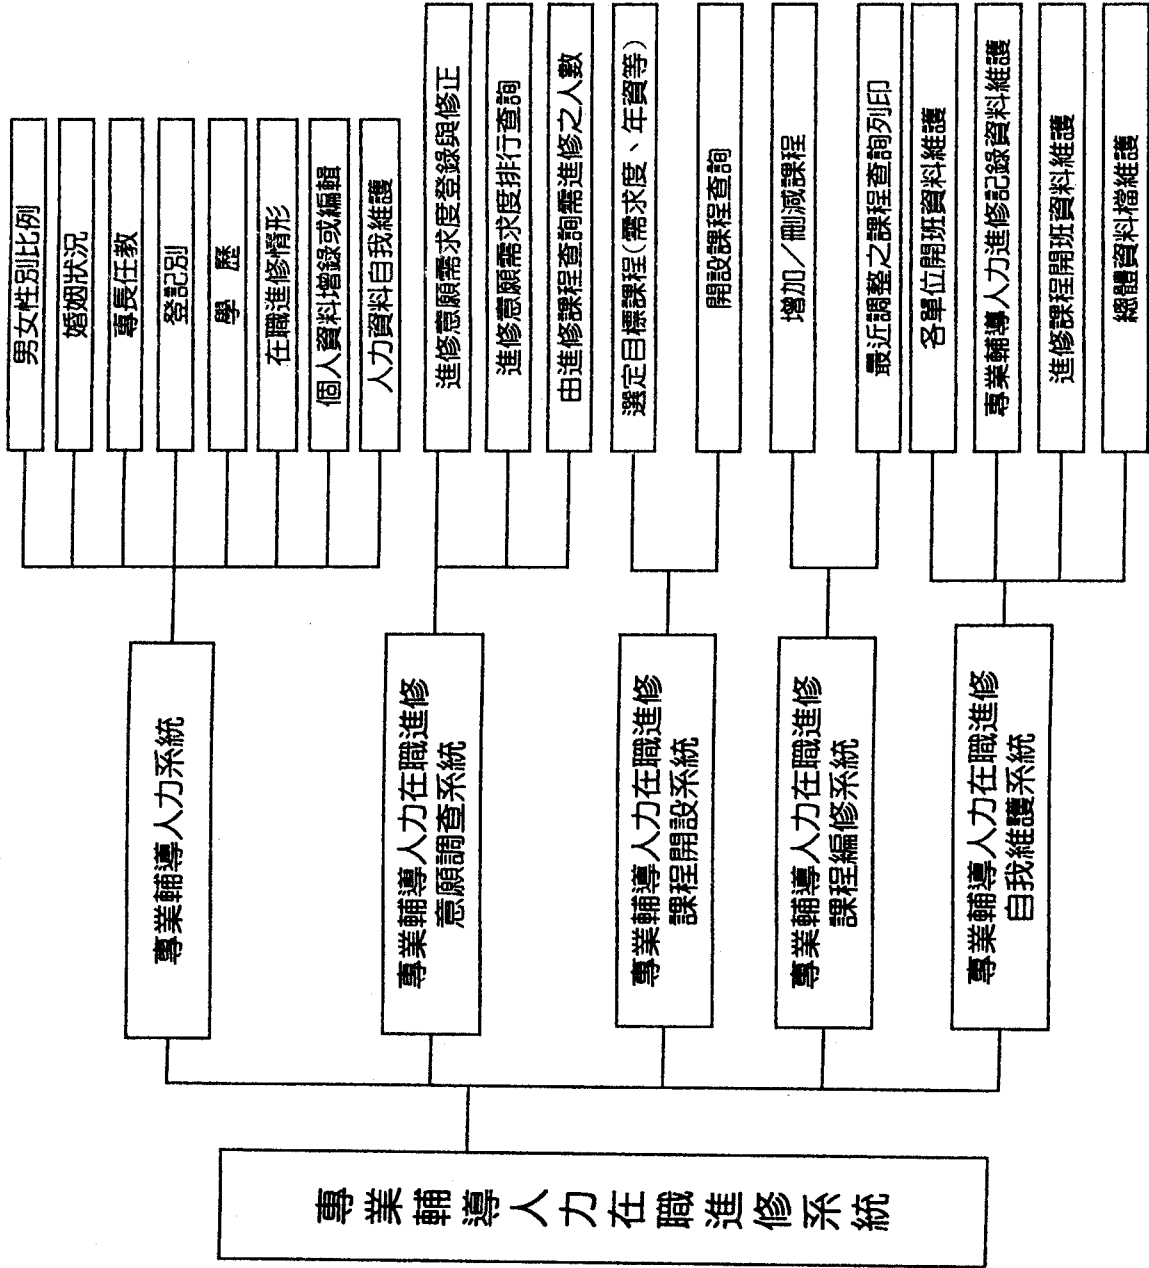 專業輔導人力在職進修系統
專業輔導人力系統
男女性別比例
婚姻狀況
專長任教
登記別
學 歷
在職進修情形
個人資料增錄或編輯
人力資料自我維護
專業輔導人力在職進修
意願調查系統
進修意願需求度登錄與修正
進修意願需求度排行查詢
由進修課程查詢需進修之人數
專業輔導人力在職進修
課程開設系統
選定目標課程(需求度、年資等)
開設課程查詢
專業輔導人力在職進修
課程編修系統
增加/刪減課程
最近調整之課程查詢列印
專業輔導人力在職進修
自我維護系統
各單位開班資料維護
專業輔導人力進修記錄資料維護
進修課程開班資料維護
總體資料檔維護